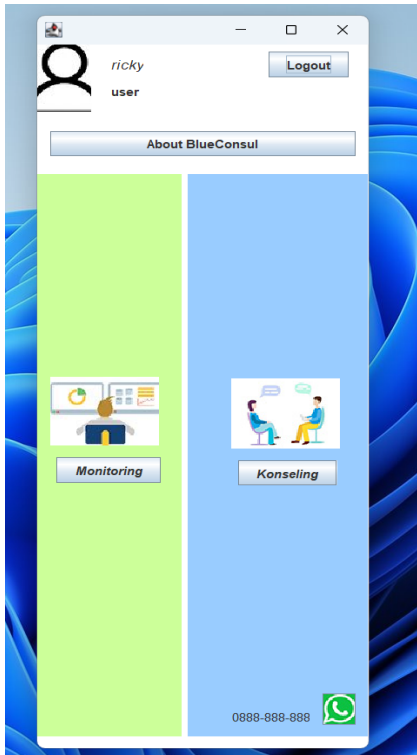 ricky
Logout
user
About BlueConsul
Monitoring
Konseling
0888-888-888